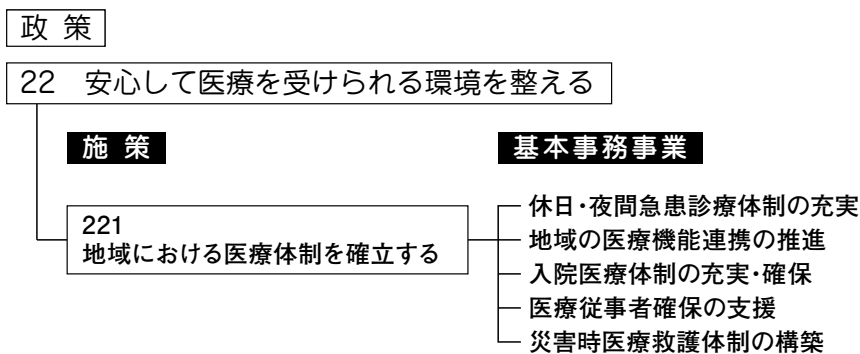 政 策
22　安心して医療を受けられる環境を整える
施 策
基本事務事業
221
地域における医療体制を確立する
休日・夜間急患診療体制の充実
地域の医療機能連携の推進
入院医療体制の充実・確保
医療従事者確保の支援
災害時医療救護体制の構築